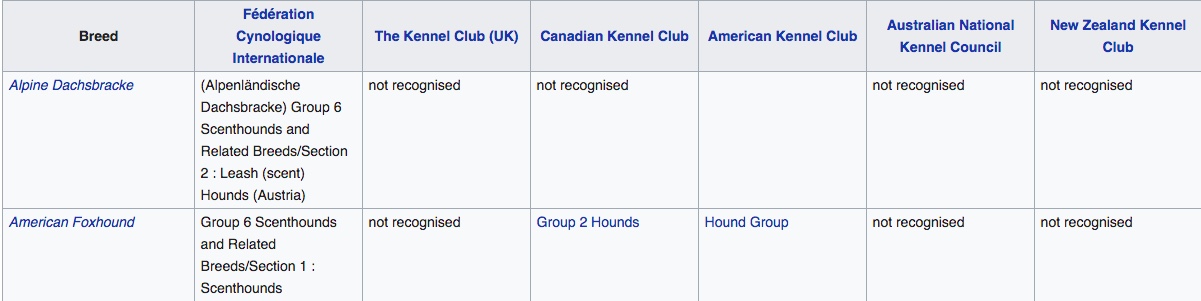 Breed
Fédération
Cynologique
Internationale
The Kennel Club (UK)
Canadian Kennel Club
American Kennel Club
Australian National
Kennel Council
New Zealand Kennel
Club
Alpine Dachsbracke
(Alpenländische
Dachsbracke) Group 6
Scenthounds and
Related Breeds/Section
2 : Leash (scent)
Hounds (Austria)
not recognised
not recognised
not recognised
not recognised
American Foxhound
Group 6 Scenthounds
and Related
Breeds/Section 1 :
Scenthounds
not recognised
Group 2 Hounds
Hound Group
not recognised
not recognised